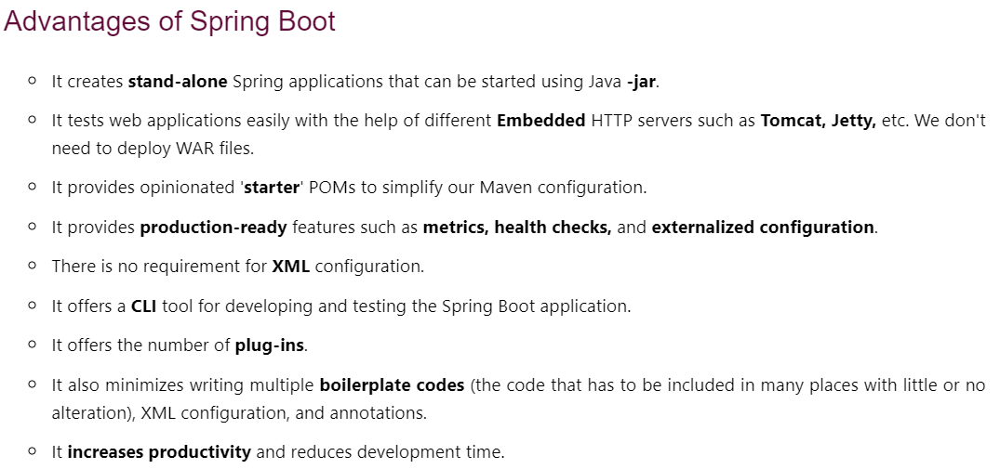 Advantages of Spring Boot
It creates stand-alone Spring applications that can be started using Java -jar.
It tests web applications easily with the help of different Embedded HTTP servers such as Tomcat, Jetty, etc. We don't
need to deploy WAR files.
It provides opinionated 'starter' POMs to simplify our Maven configuration.
It provides production-ready features such as metrics, health checks, and externalized configuration.
There is no requirement for XML configuration.
It offers a CLI tool for developing and testing the Spring Boot application.
It offers the number of plug-ins.
It also minimizes writing multiple boilerplate codes (the code that has to be included in many places with little or no
alteration), XML configuration, and annotations.
It increases productivity and reduces development time.